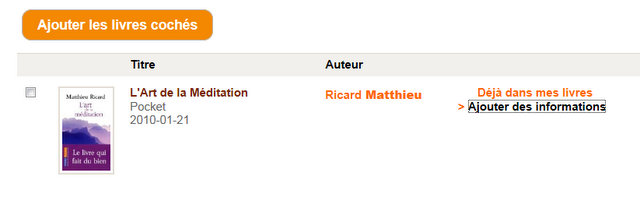 Ajouter les livres cochés
Titre
Auteur
Matthieu Ricard
L'Art
de la
méditation
Le livre qui
fait du bien
L'Art de la Méditation
Pocket
2010-01-21
Ricard Matthieu
Déjà dans mes livres
> Ajouter des informations